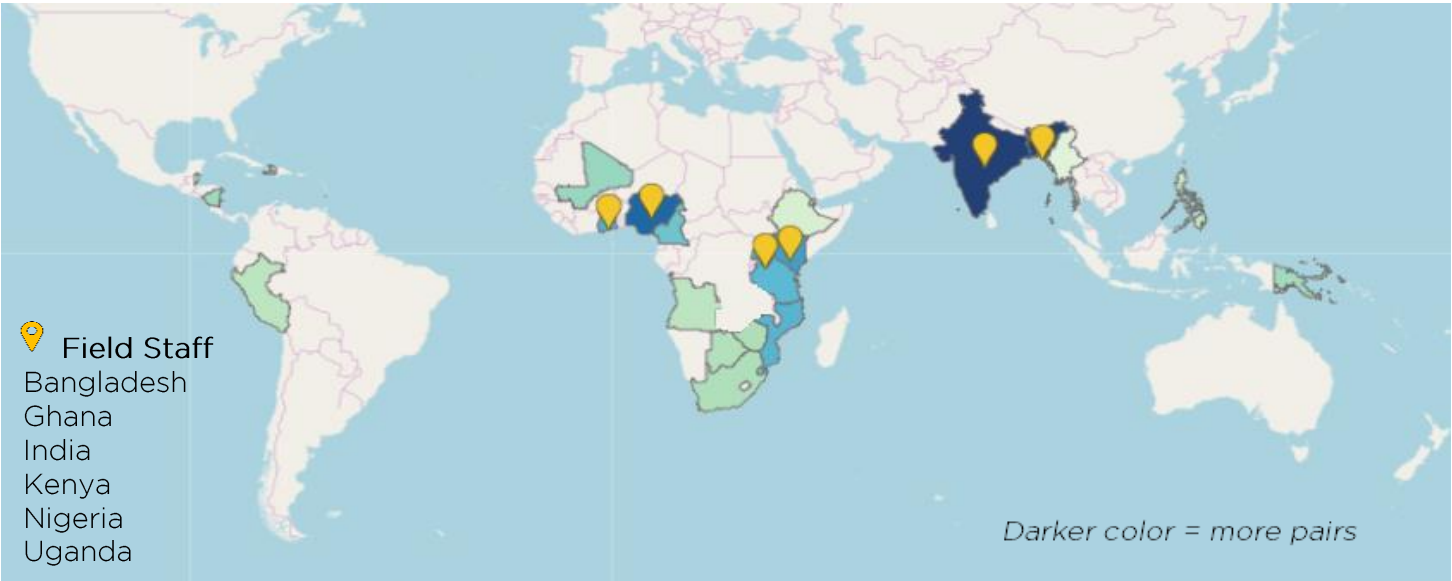 Field Staff
Bangladesh
Ghana
India
Kenya
Nigeria
Uganda
Darker color = more pairs